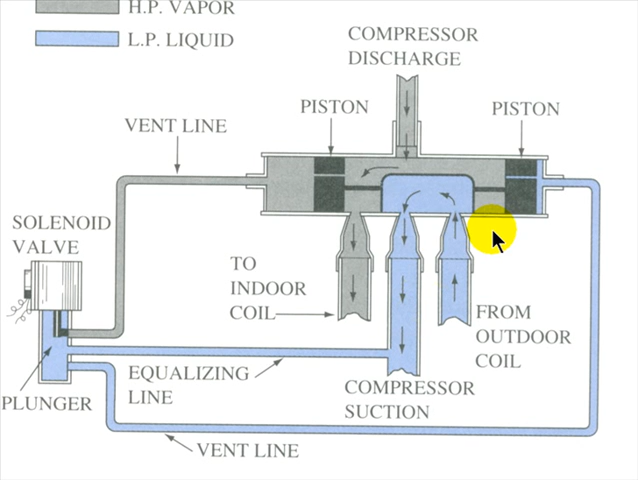 H.P. VAPOR
L.P. LIQUID
COMPRESSOR
DISCHARGE
PISTON
PISTON
VENT LINE
SOLENOID
VALVE
TO
INDOOR
COIL
FROM
OUTDOOR
COIL
EQUALIZING
LINE
COMPRESSOR
SUCTION
PLUNGER
VENT LINE